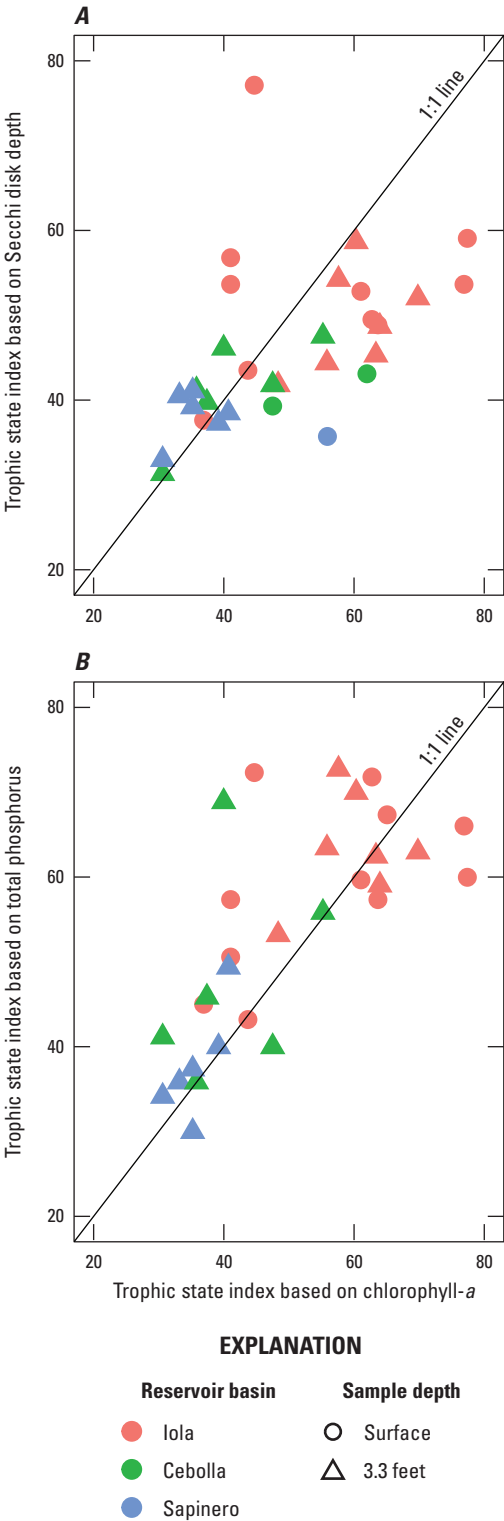 A
80
60
40
20
Trophic state index based on Secchi disk depth
1:1 line
20 40 60 80
B
80
60
40
20
Trophic state index based on total phosphorus
1:1 line
20 40 60 80
Trophic state index based on chlorophyll-a
EXPLANATION
Reservoir basin Sample depth
Iola Surface
Cebolla 3.3 feet
Sapinero